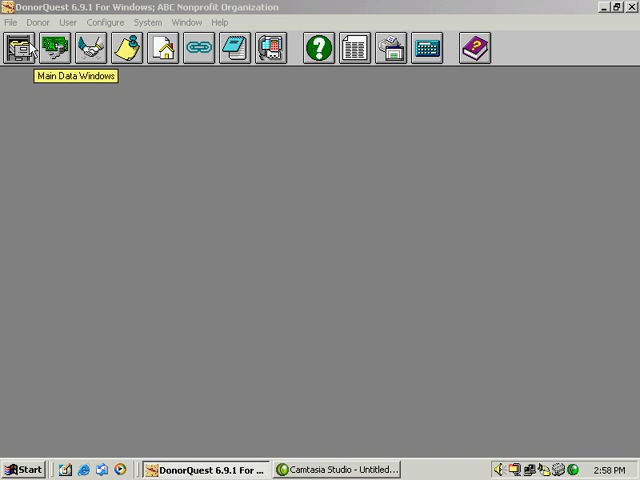 DonorQuest 6.9.1 For Windows; ABC Nonprofit Organization
File Donor User Configure System Window Help
Main Data Windows
Start DonorQuest 6.9.1 For ... Camtasia Studio - Untitled... 2:58 PM